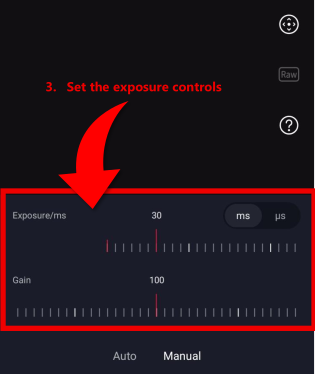 Raw
3. Set the exposure controls
?
Exposure/ms 30 ms µs
Gain 100
Auto Manual